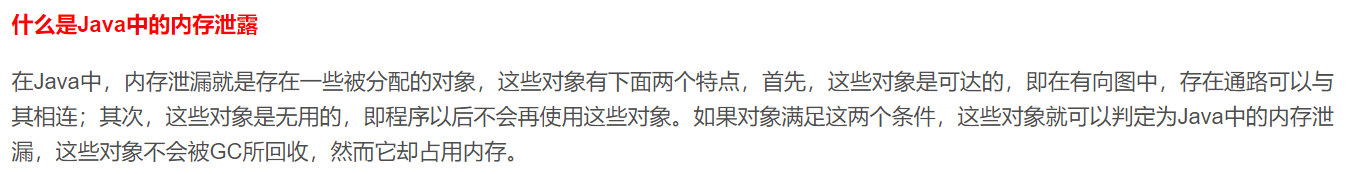 什么是Java中的内存泄露
在Java中，内存泄漏就是存在一些被分配的对象，这些对象有下面两个特点，首先，这些对象是可达的，即在有向图中，存在通路可以与
其相连；其次，这些对象是无用的，即程序以后不会再使用这些对象。如果对象满足这两个条件，这些对象就可以判定为Java中的内存泄
漏，这些对象不会被GC所回收，然而它却占用内存。